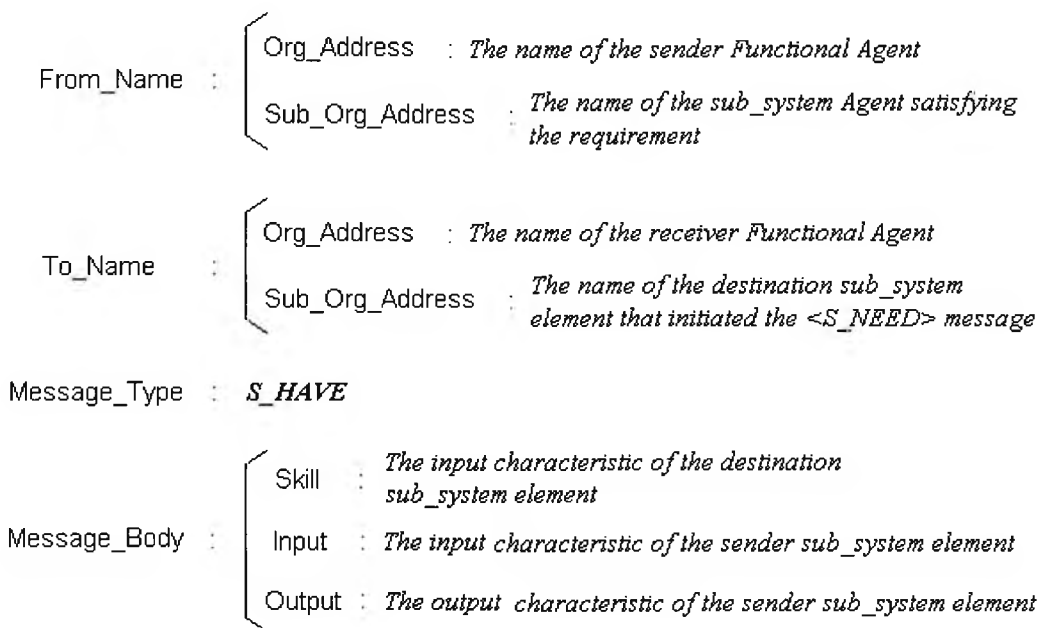 Org_Address : The name of the sender Functional Agent
From_Name :
Sub_Org_Address : The name of the sub_system Agent satisfying
the requirement
Org_Address : The name of the receiver Functional Agent
To_Name :
Sub_Org_Address : The name of the destination sub_system
element that initiated the <S_NEED> message
Message_Type : S_HAVE
Skill : The input characteristic of the destination
sub_system element
Message_Body : Input : The input characteristic of the sender sub_system element
Output : The output characteristic of the sender sub_system element